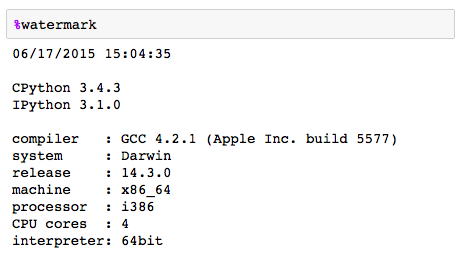 %watermark
06/17/2015 15:04:35
CPython 3.4.3
IPython 3.1.0
compiler   : GCC 4.2.1 (Apple Inc. build 5577)
system     : Darwin
release    : 14.3.0
machine    : x86_64
processor  : i386
CPU cores  : 4
interpreter: 64bit